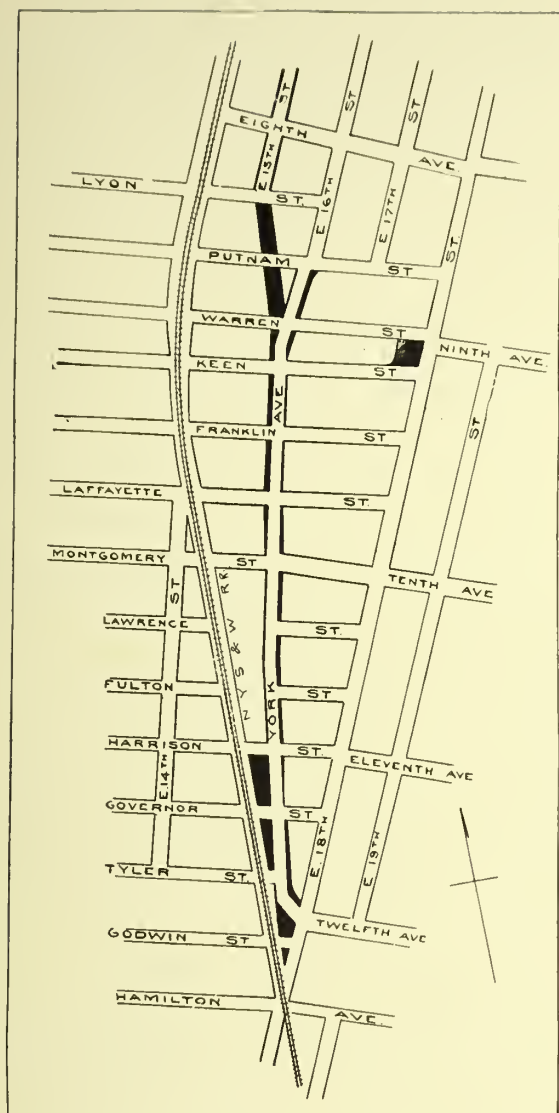 EIGHTH AVE.
E 15TH ST
E 16TH ST
E 17TH ST
LYON ST.
PUTNAM ST
WARREN ST
NINTH AVE.
KEEN ST
FRANKLIN ST
LAFFAYETTE ST.
MONTGOMERY ST
TENTH AVE
ST
LAWRENCE ST.
N Y S & W RR
FULTON ST
YORK AVE
HARRISON ST.
ELEVENTH AVE
E. 14TH ST
GOVERNOR ST
E. 18TH ST.
E. 19TH ST
TYLER ST.
TWELFTH AVE
GODWIN ST
HAMILTON AVE.